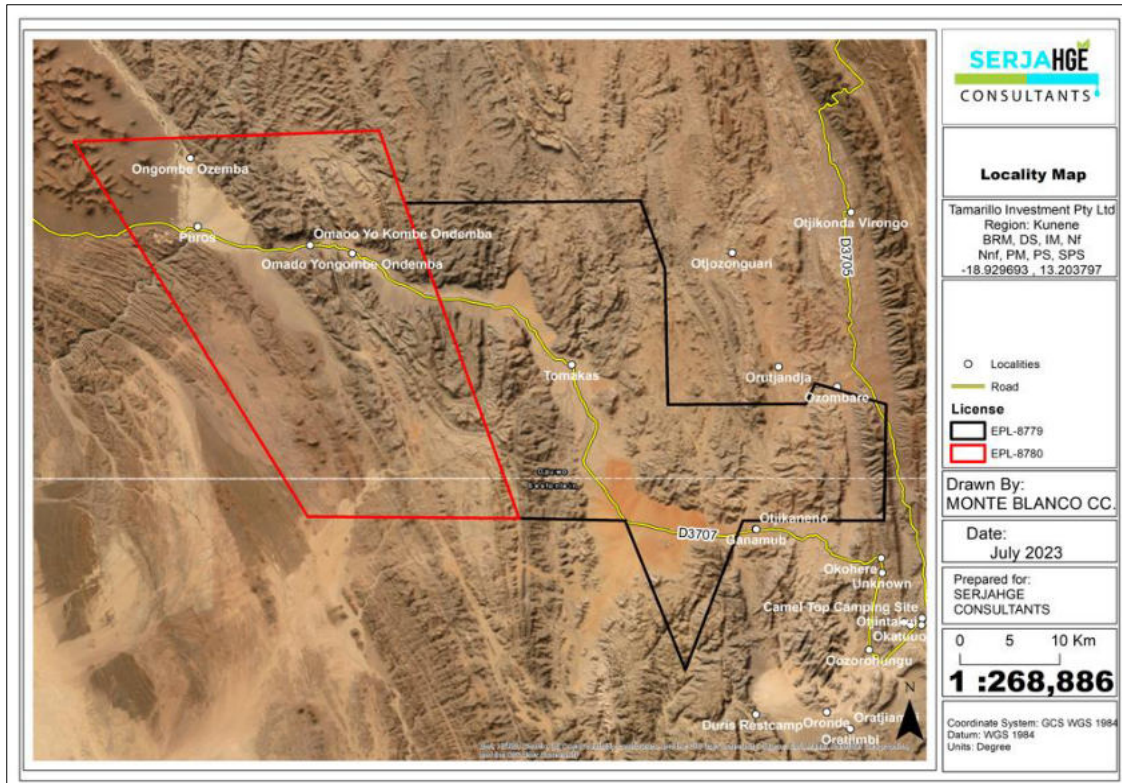 Ongombe Ozemba
Puros
Omaoo Yo Kombe Ondemba
Omado Yongombe Ondemba
Otjikonda Virongo
Otjozonguari
D3705
Tomakas
Orutjandja
Ozombare
D3707
Otjikaneno
Ganamub
Okohere
Unknown
Camel Top Camping Site
Okatuuo
Oozorohungu
Duris Restcamp
Oronde
Oratjimbi
N
SERJAHGE
CONSULTANTS
Locality Map
Tamarillo Investment Pty Ltd
Region: Kunene
BRM, DS, IM, Nf
Nnf, PM, PS, SPS
-18.929693 , 13.203797
Localities
Road
License
EPL-8779
EPL-8780
Drawn By:
MONTE BLANCO CC.
Date:
July 2023
Prepared for:
SERJAHGE
CONSULTANTS
0 5 10 Km
1 :268,886
Coordinate System: GCS WGS 1984
Datum: WGS 1984
Units: Degree